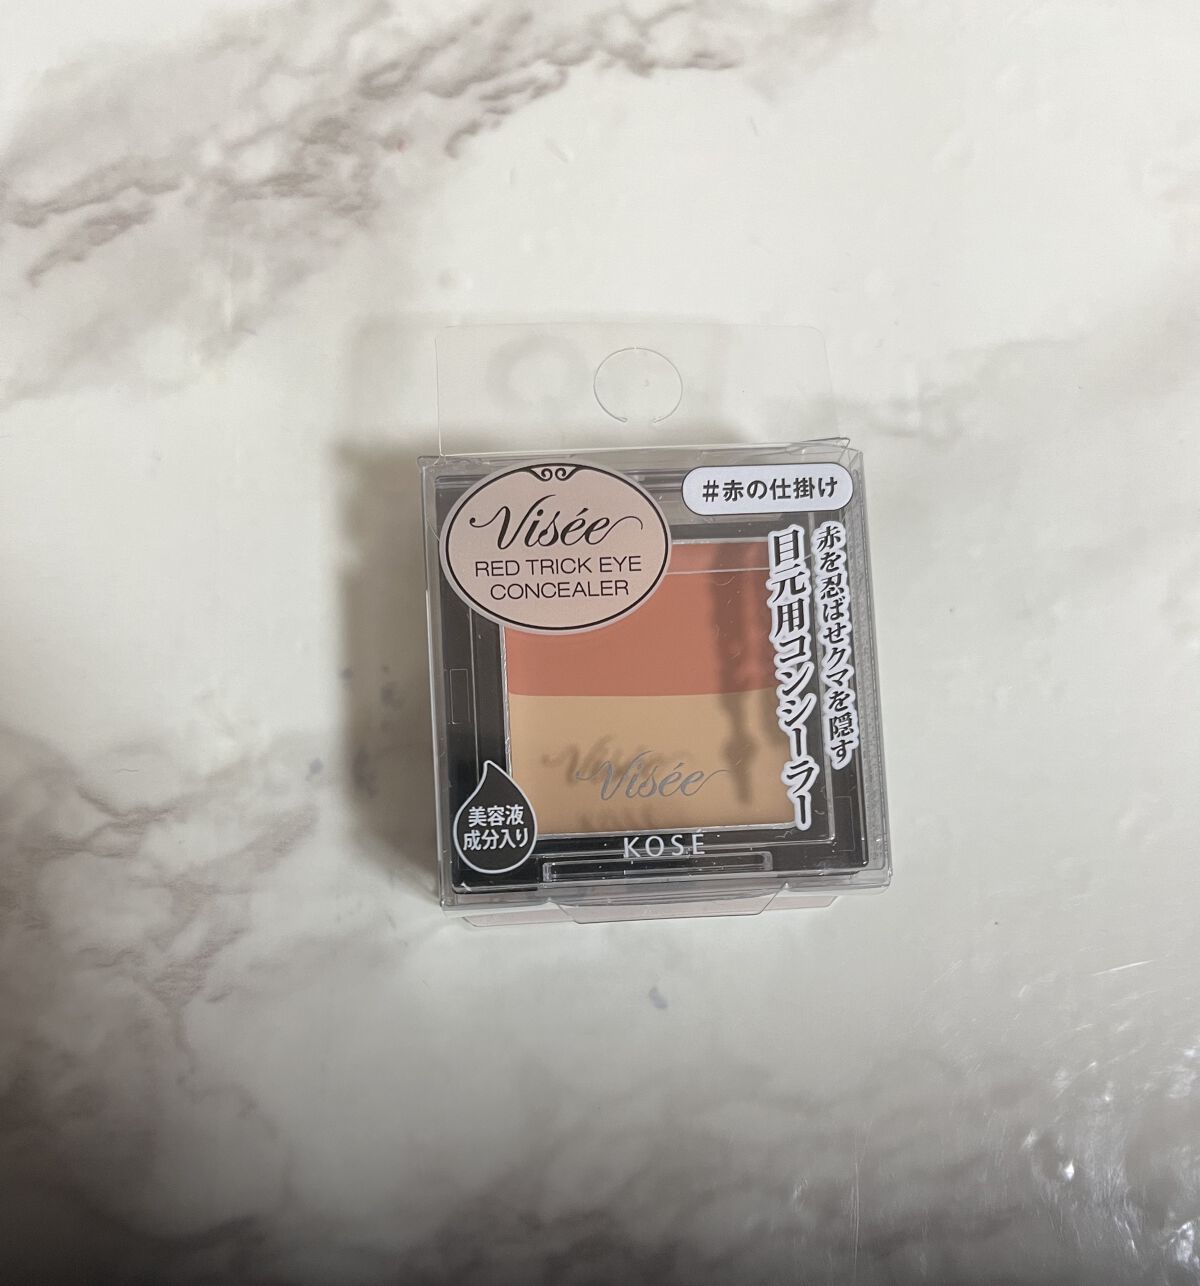 Visée
RED TRICK EYE
CONCEALER
#赤の仕掛け
赤を忍ばせクマを隠す
目元用コンシーラー
Visée
美容液
成分入り
KOSÉ